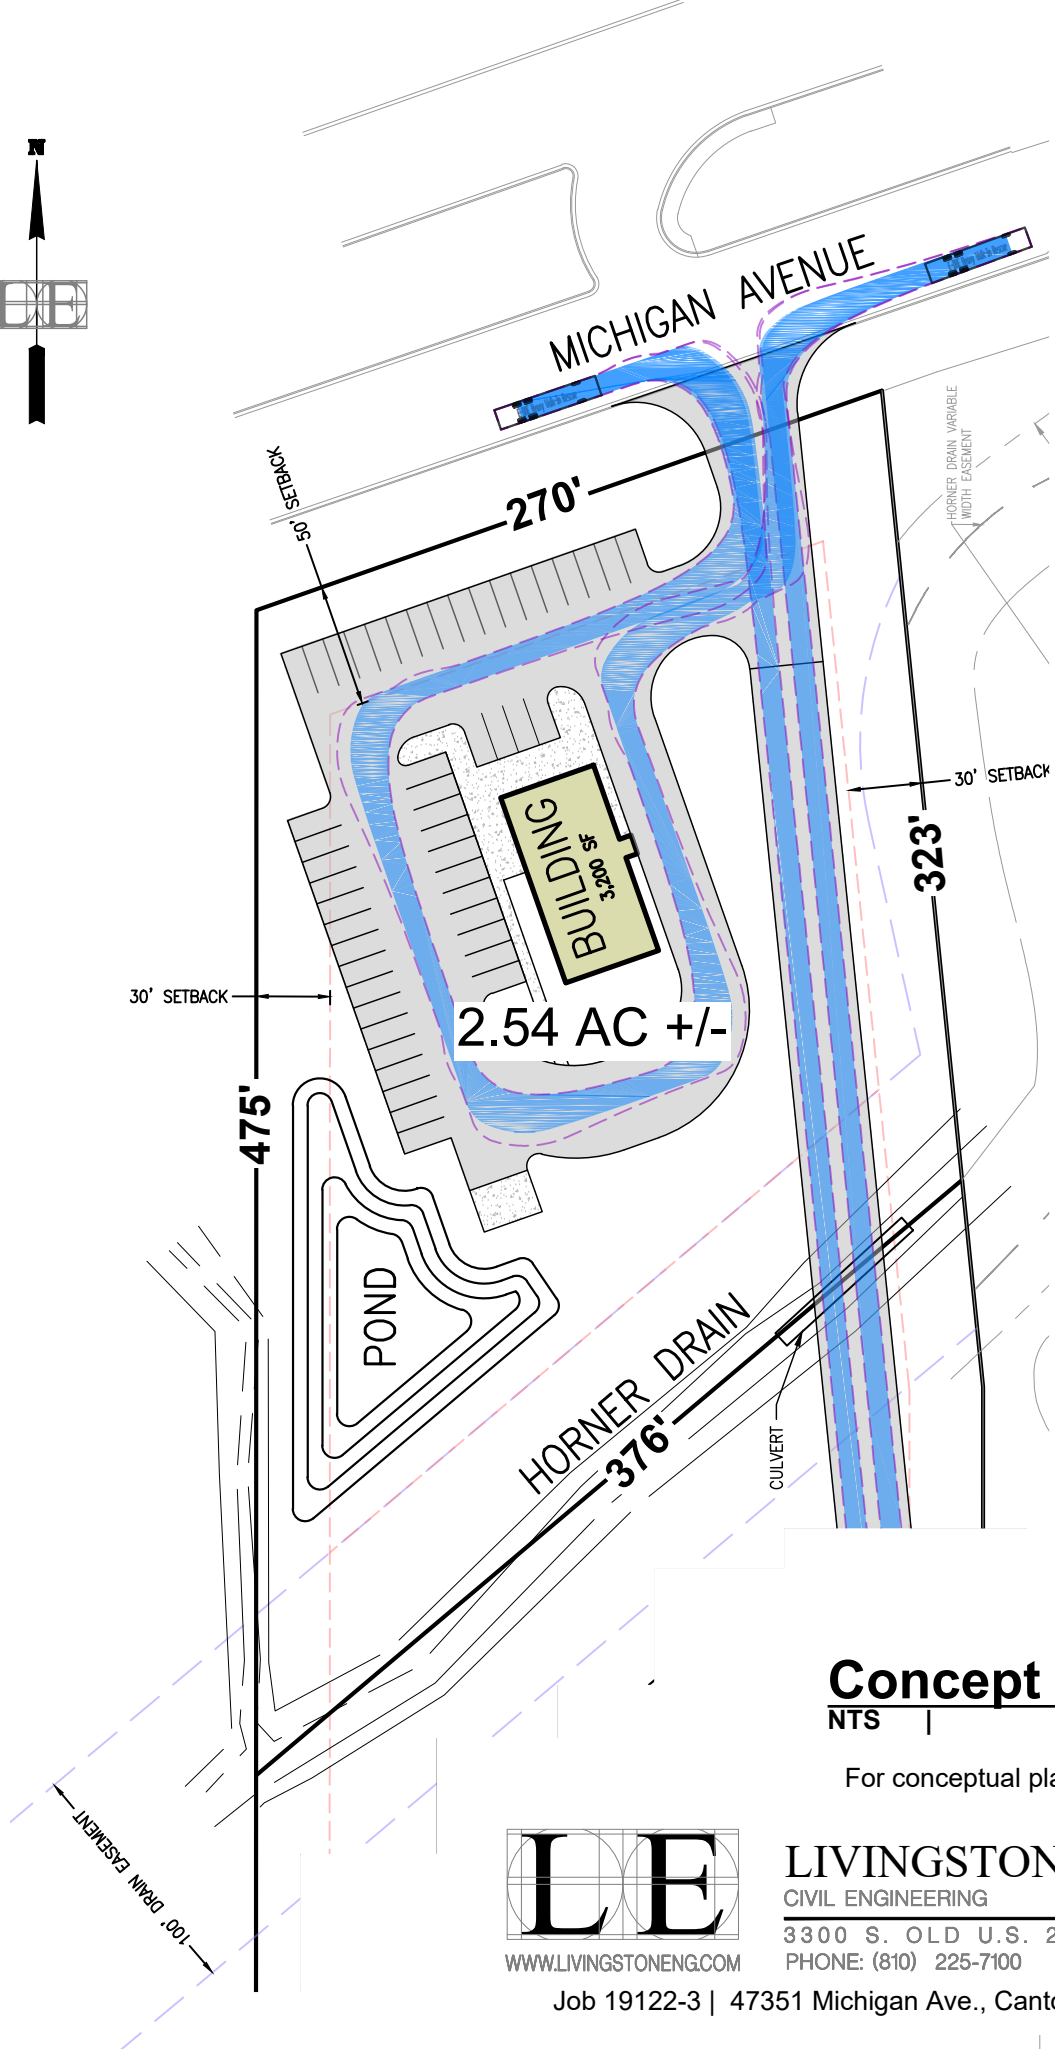 N
LE
MICHIGAN AVENUE
HORNER DRAIN VARIABLE
WIDTH EASEMENT
50' SETBACK
270'
30' SETBACK
323'
BUILDING
3,200 SF
30' SETBACK
2.54 AC +/-
475'
POND
HORNER DRAIN
376'
CULVERT
100' DRAIN EASEMENT
Concept
NTS |
For conceptual pla
LE
LIVINGSTON
CIVIL ENGINEERING
3300 S. OLD U.S. 2
PHONE: (810) 225-7100
WWW.LIVINGSTONENG.COM
Job 19122-3 | 47351 Michigan Ave., Canto